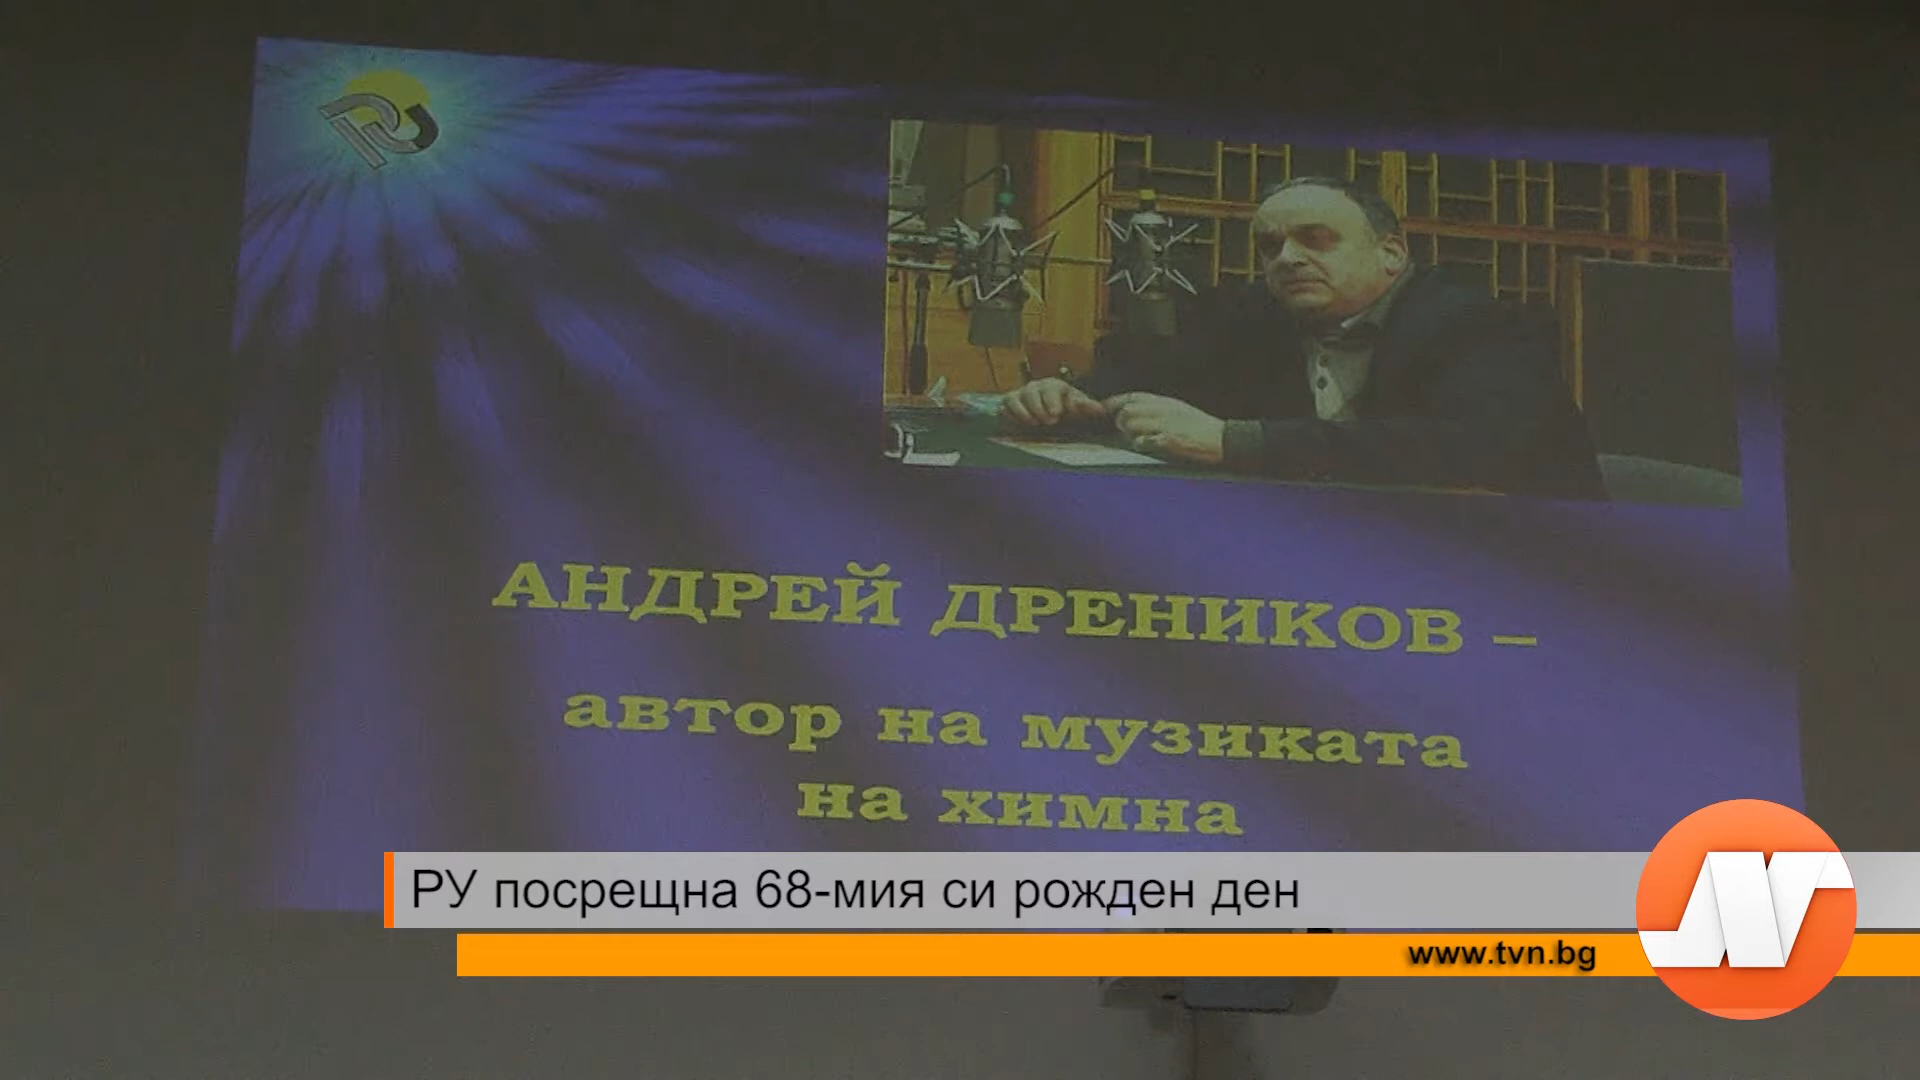 АНДРЕЙ ДРЕНИКОВ –
автор на музиката
на химна
РУ посрещна 68-мия си рожден ден
www.tvn.bg